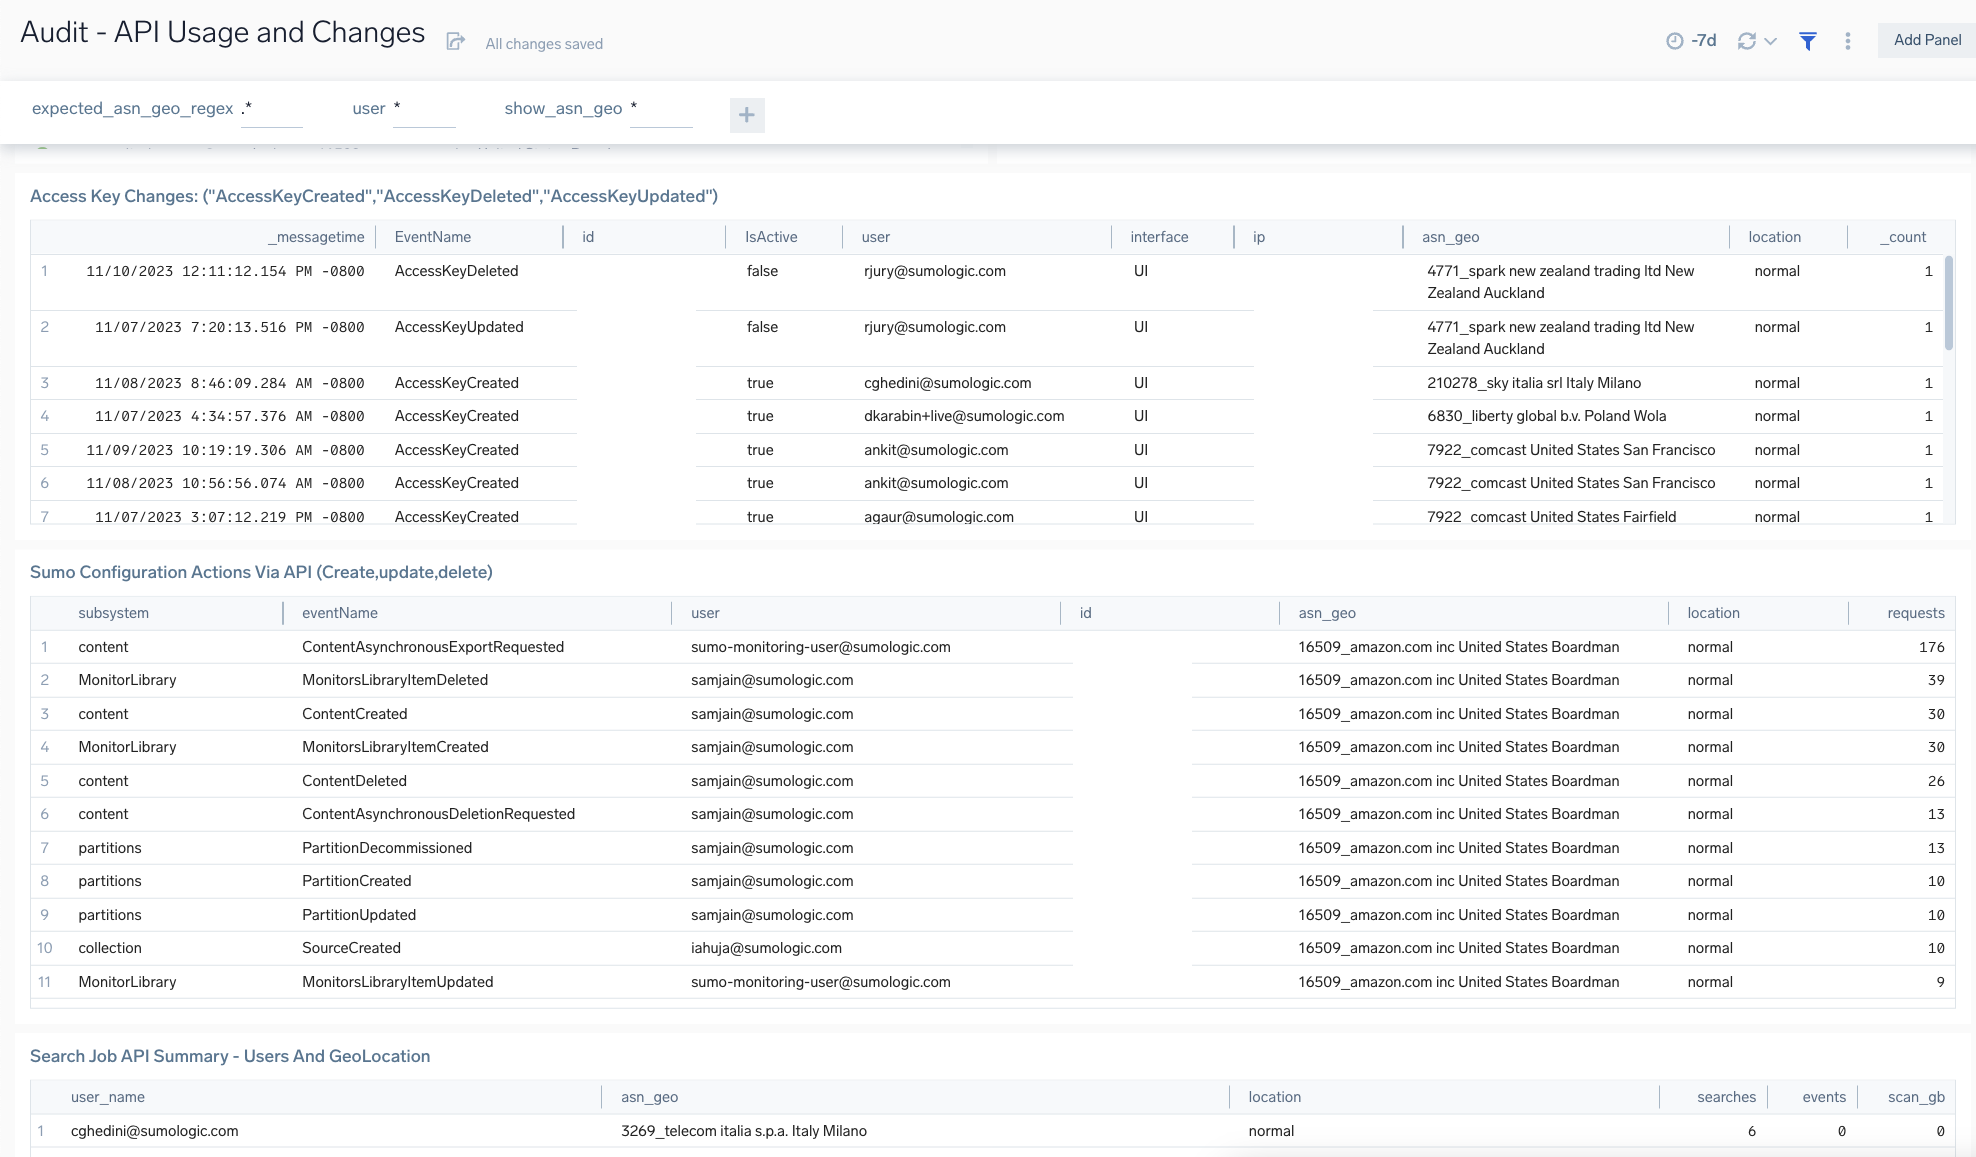 Audit - API Usage and Changes All changes saved -7d Add Panel
expected_asn_geo_regex .* user * show_asn_geo * +
Access Key Changes: ("AccessKeyCreated","AccessKeyDeleted","AccessKeyUpdated")
_messagetime EventName id IsActive user interface ip asn_geo location _count
1 11/10/2023 12:11:12.154 PM -0800 AccessKeyDeleted false rjury@sumologic.com UI 4771_spark new zealand trading ltd New normal 1
Zealand Auckland
2 11/07/2023 7:20:13.516 PM -0800 AccessKeyUpdated false rjury@sumologic.com UI 4771_spark new zealand trading ltd New normal 1
Zealand Auckland
3 11/08/2023 8:46:09.284 AM -0800 AccessKeyCreated true cghedini@sumologic.com UI 210278_sky italia srl Italy Milano normal 1
4 11/07/2023 4:34:57.376 AM -0800 AccessKeyCreated true dkarabin+live@sumologic.com UI 6830_liberty global b.v. Poland Wola normal 1
5 11/09/2023 10:19:19.306 AM -0800 AccessKeyCreated true ankit@sumologic.com UI 7922_comcast United States San Francisco normal 1
6 11/08/2023 10:56:56.074 AM -0800 AccessKeyCreated true ankit@sumologic.com UI 7922_comcast United States San Francisco normal 1
7 11/07/2023 3:07:12.219 PM -0800 AccessKeyCreated true agaur@sumologic.com UI 7922_comcast United States Fairfield normal 1
Sumo Configuration Actions Via API (Create,update,delete)
subsystem eventName user id asn_geo location requests
1 content ContentAsynchronousExportRequested sumo-monitoring-user@sumologic.com 16509_amazon.com inc United States Boardman normal 176
2 MonitorLibrary MonitorsLibraryItemDeleted samjain@sumologic.com 16509_amazon.com inc United States Boardman normal 39
3 content ContentCreated samjain@sumologic.com 16509_amazon.com inc United States Boardman normal 30
4 MonitorLibrary MonitorsLibraryItemCreated samjain@sumologic.com 16509_amazon.com inc United States Boardman normal 30
5 content ContentDeleted samjain@sumologic.com 16509_amazon.com inc United States Boardman normal 26
6 content ContentAsynchronousDeletionRequested samjain@sumologic.com 16509_amazon.com inc United States Boardman normal 13
7 partitions PartitionDecommissioned samjain@sumologic.com 16509_amazon.com inc United States Boardman normal 13
8 partitions PartitionCreated samjain@sumologic.com 16509_amazon.com inc United States Boardman normal 10
9 partitions PartitionUpdated samjain@sumologic.com 16509_amazon.com inc United States Boardman normal 10
10 collection SourceCreated iahuja@sumologic.com 16509_amazon.com inc United States Boardman normal 10
11 MonitorLibrary MonitorsLibraryItemUpdated sumo-monitoring-user@sumologic.com 16509_amazon.com inc United States Boardman normal 9
Search Job API Summary - Users And GeoLocation
user_name asn_geo location searches events scan_gb
1 cghedini@sumologic.com 3269_telecom italia s.p.a. Italy Milano normal 6 0 0